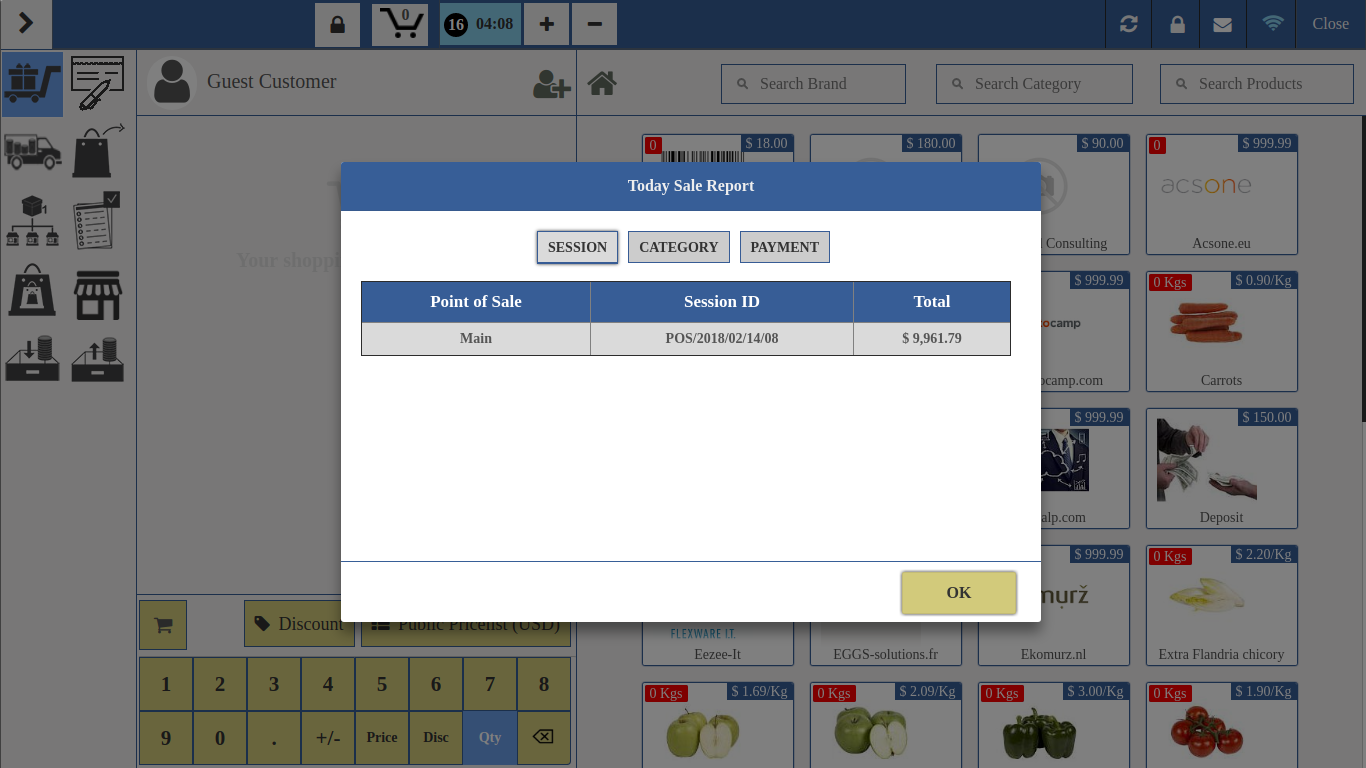 0
16 04:08
+
−
Close
Guest Customer
Search Brand
Search Category
Search Products
0 $ 18.00
$ 180.00
$ 90.00
0 $ 999.99
acsone
Consulting
Acsone.eu
Today Sale Report
SESSION CATEGORY PAYMENT
Point of Sale Session ID Total
Main POS/2018/02/14/08 $ 9,961.79
OK
Your shoppi
$ 999.99
0 Kgs $ 0.90/Kg
camp
camp.com
Carrots
$ 999.99
$ 150.00
alp.com
Deposit
$ 999.99
0 Kgs $ 2.20/Kg
FLEXWARE I.T.
murž
Eezee-It
EGGS-solutions.fr
Ekomurz.nl
Extra Flandria chicory
Discount
Public Pricelist (USD)
1 2 3 4 5 6 7 8
9 0 . +/- Price Disc Qty
0 Kgs $ 1.69/Kg
0 Kgs $ 2.09/Kg
0 Kgs $ 3.00/Kg
0 Kgs $ 1.90/Kg